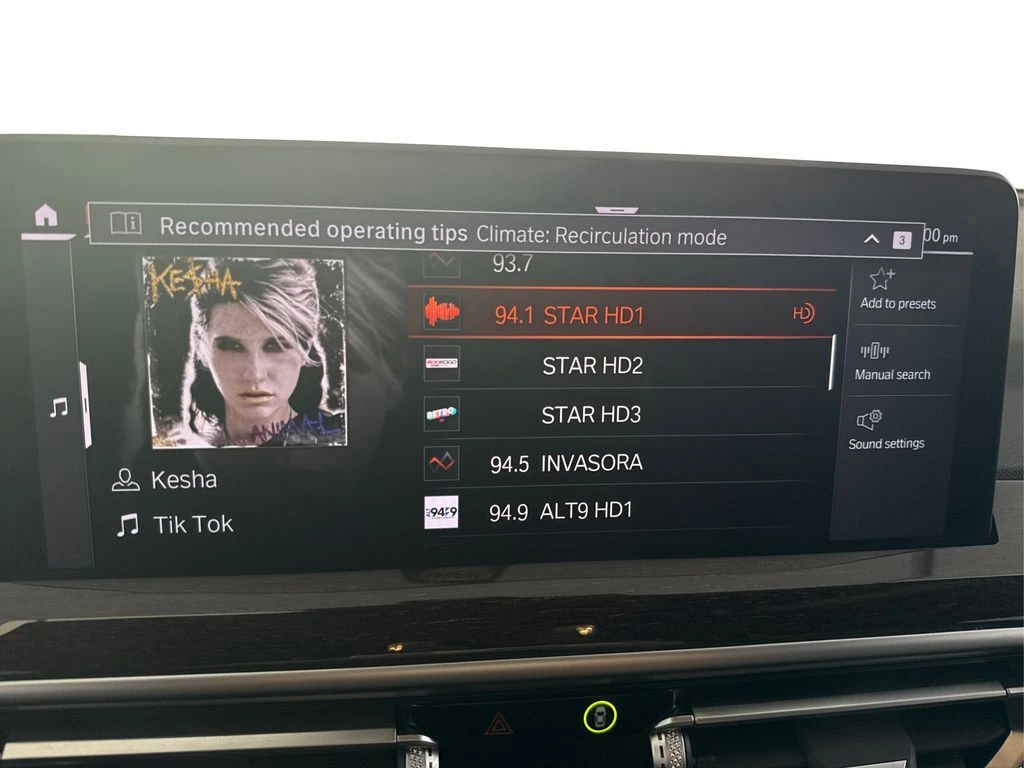 Recommended operating tips Climate: Recirculation mode 3
00 pm
KE$HA
ANIMAL
Kesha
Tik Tok
93.7
94.1 STAR HD1 HD
STAR HD2
RETRO STAR HD3
94.5 INVASORA
94/9 94.9 ALT9 HD1
Add to presets
Manual search
Sound settings